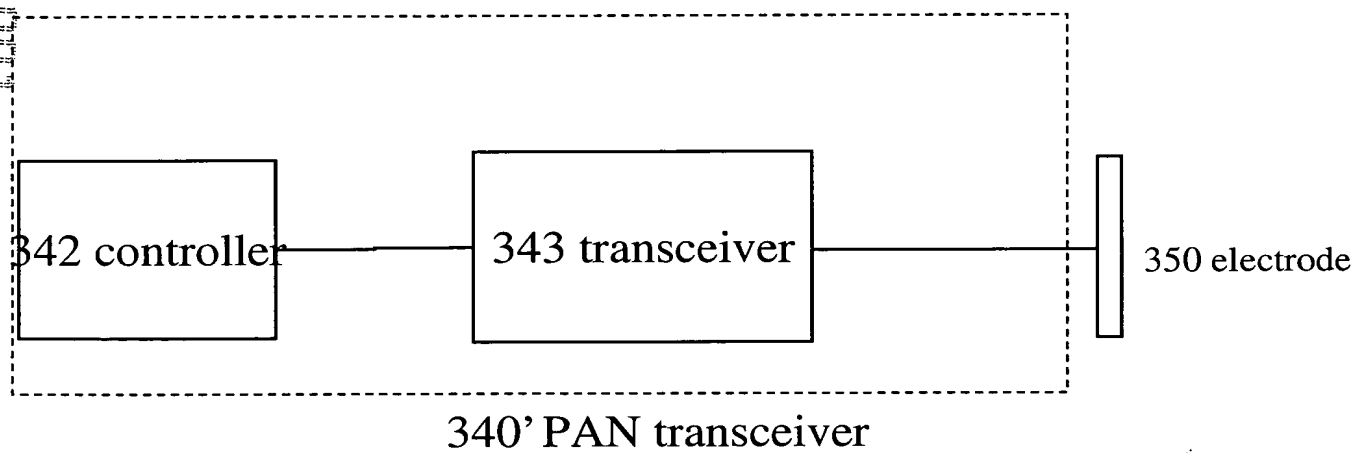 342 controller
343 transceiver
350 electrode
340’ PAN transceiver